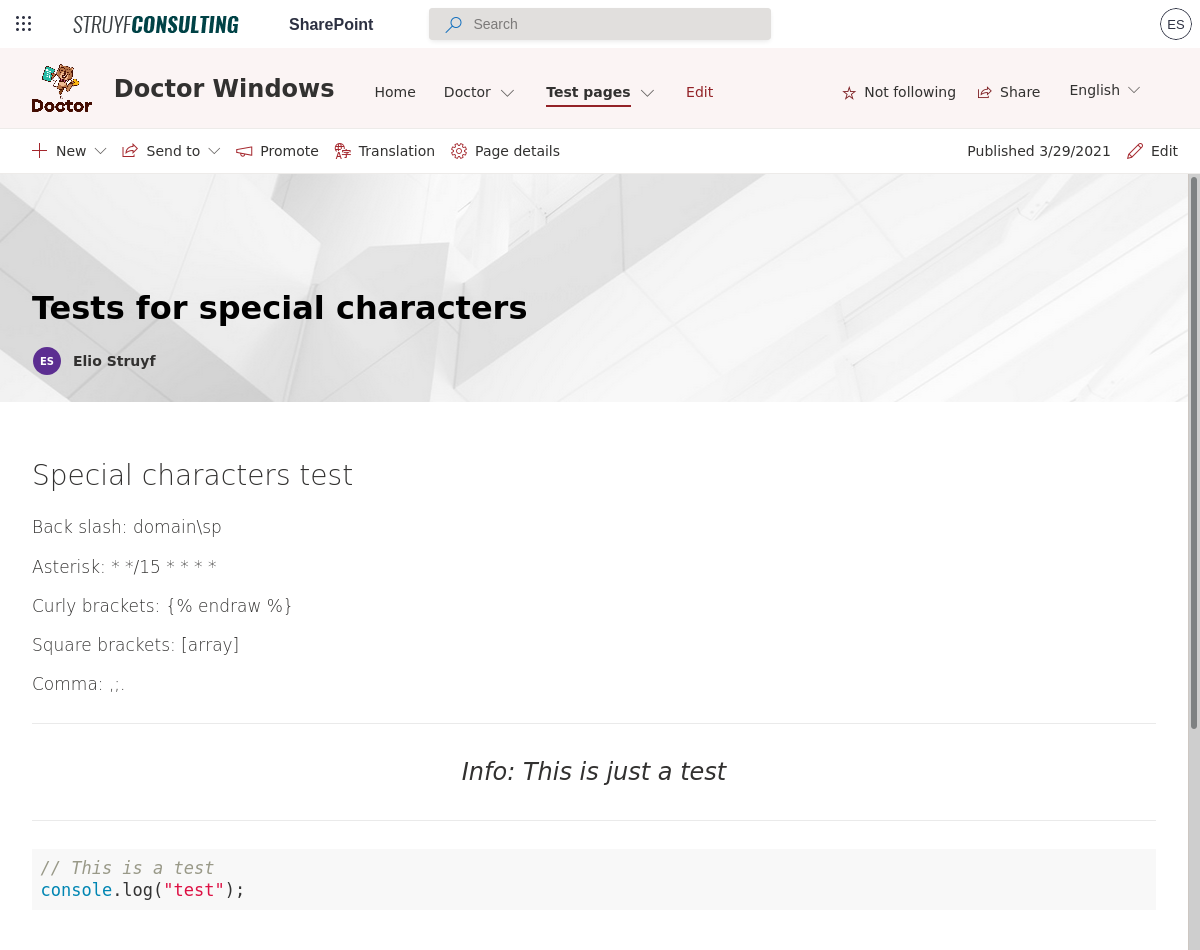 STRUYFCONSULTING SharePoint Search ES
Doctor Doctor Windows Home Doctor Test pages Edit Not following Share English
New Send to Promote Translation Page details Published 3/29/2021 Edit
Tests for special characters
ES Elio Struyf
Special characters test
Back slash: domain\sp
Asterisk: * */15 * * * *
Curly brackets: {% endraw %}
Square brackets: [array]
Comma: ,;.
Info: This is just a test
// This is a test
console.log("test");